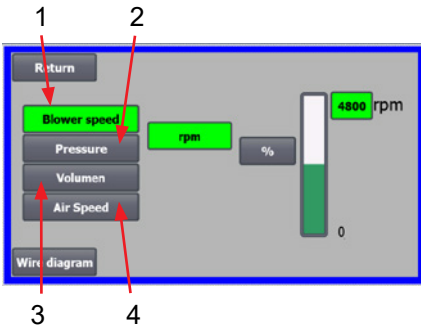 1 2
Return
4800 rpm
Blower speed
rpm
Pressure
%
Volumen
Air Speed
0
Wire diagram
3 4